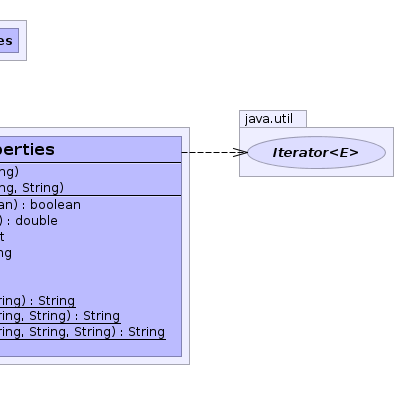 es
java.util
perties
Iterator<E>
ng)
ng, String)
an) : boolean
) : double
t
ng
ring) : String
ring, String) : String
ring, String, String) : String